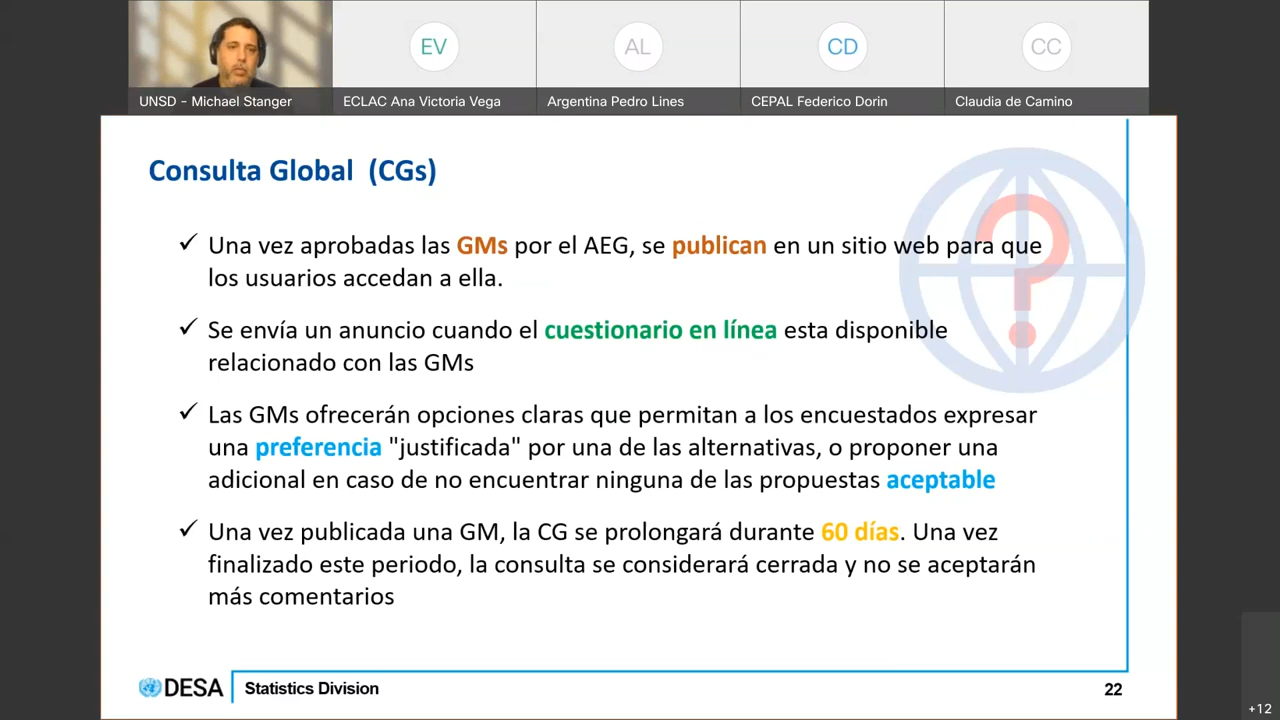 EV
AL
CD
CC
UNSD - Michael Stanger
ECLAC Ana Victoria Vega
Argentina Pedro Lines
CEPAL Federico Dorin
Claudia de Camino
Consulta Global (CGs)
✓ Una vez aprobadas las GMs por el AEG, se publican en un sitio web para que
los usuarios accedan a ella.
✓ Se envía un anuncio cuando el cuestionario en línea esta disponible
relacionado con las GMs
✓ Las GMs ofrecerán opciones claras que permitan a los encuestados expresar
una preferencia "justificada" por una de las alternativas, o proponer una
adicional en caso de no encuentrar ninguna de las propuestas aceptable
✓ Una vez publicada una GM, la CG se prolongará durante 60 días. Una vez
finalizado este periodo, la consulta se considerará cerrada y no se aceptarán
más comentarios
DESA
Statistics Division
22
+12